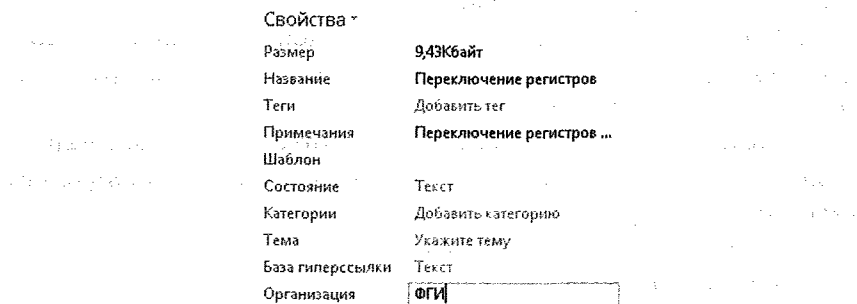 Свойства
Размер 9,43Кбайт
Название Переключение регистров
Теги Добавить тег
Примечания Переключение регистров ...
Шаблон
Состояние Текст
Категории Добавить категорию
Тема Укажите тему
База гиперссылки Текст
Организация ФГИ